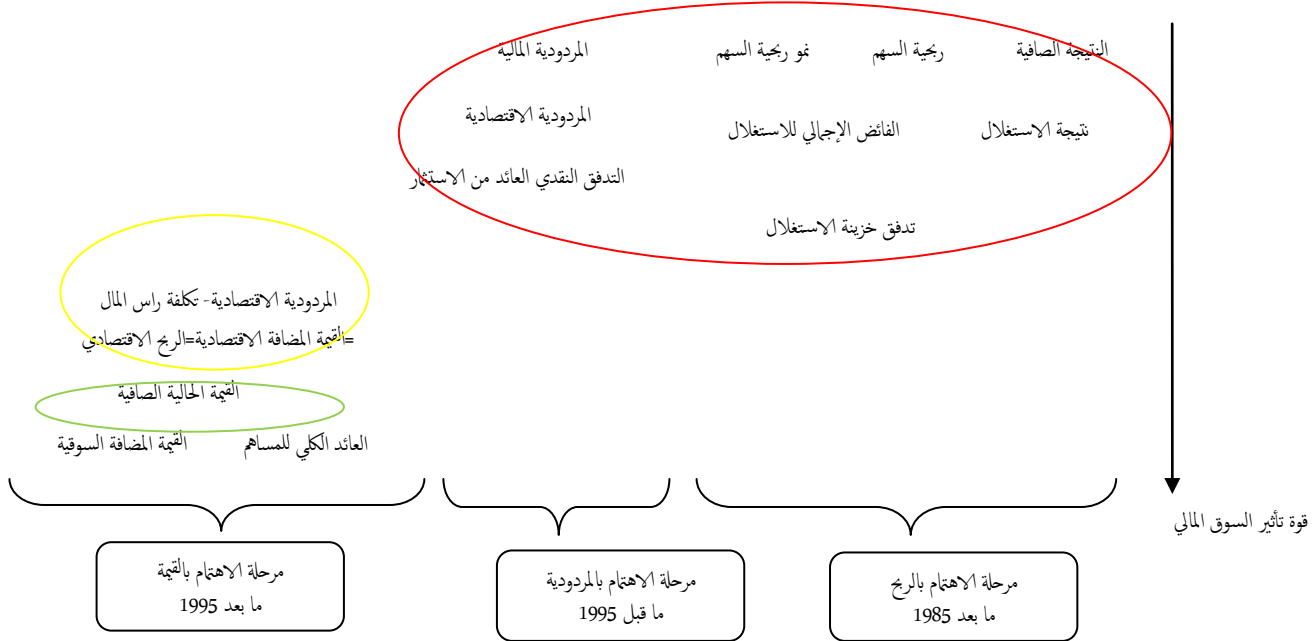 النتيجة الصافية
ربحية السهم
نمو ربحية السهم
المردودية المالية
نتيجة الاستغلال
الفائض الإجمالي للاستغلال
المردودية الاقتصادية
التدفق النقدي العائد من الاستثمار
تدفق خزينة الاستغلال
المردودية الاقتصادية- تكلفة راس المال
=القيمة المضافة الاقتصادية=الربح الاقتصادي
القيمة الحالية الصافية
العائد الكلي للمساهم
القيمة المضافة السوقية
قوة تأثير السوق المالي
مرحلة الاهتمام بالربح
ما بعد 1985
مرحلة الاهتمام بالمردودية
ما قبل 1995
مرحلة الاهتمام بالقيمة
ما بعد 1995